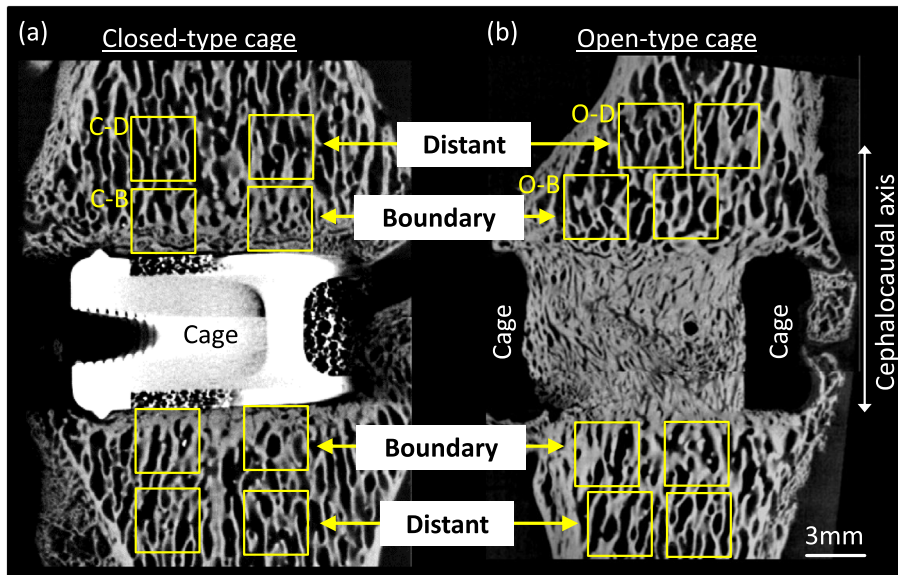 (a)
Closed-type cage
(b)
Open-type cage
C-D
O-D
Distant
C-B
O-B
Boundary
Cage
Cage
Cage
Cephalocaudal axis
Boundary
Distant
3mm